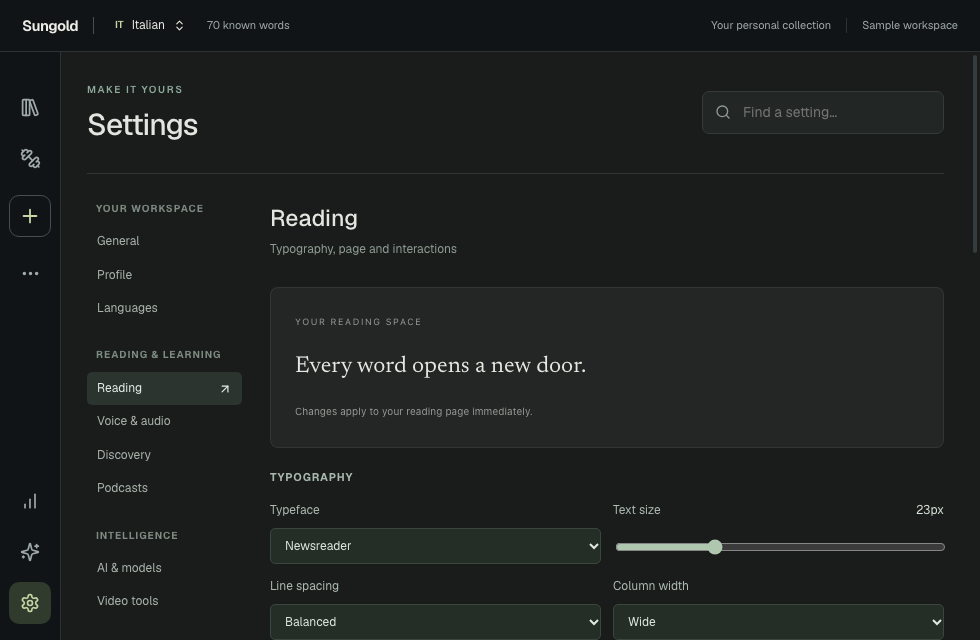 Sungold
IT Italian
70 known words
Your personal collection
Sample workspace
MAKE IT YOURS
Settings
Find a setting...
YOUR WORKSPACE
General
Profile
Languages
READING & LEARNING
Reading
Voice & audio
Discovery
Podcasts
INTELLIGENCE
AI & models
Video tools
Reading
Typography, page and interactions
YOUR READING SPACE
Every word opens a new door.
Changes apply to your reading page immediately.
TYPOGRAPHY
Typeface
Newsreader
Text size
23px
Line spacing
Balanced
Column width
Wide